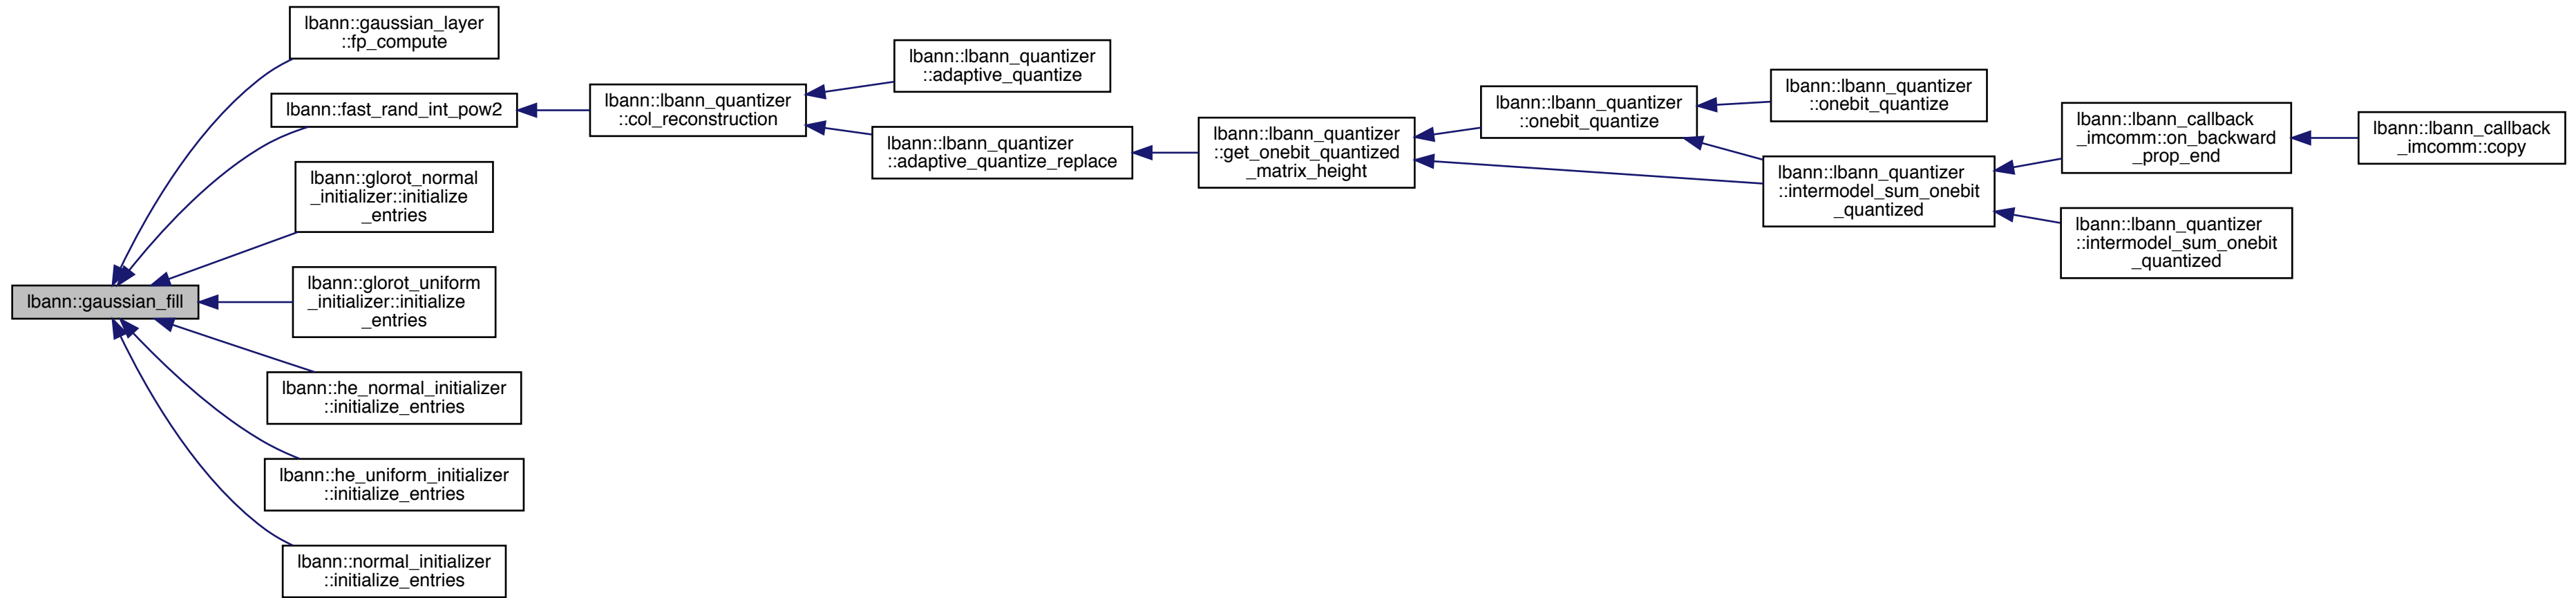 lbann::gaussian_fill
lbann::gaussian_layer
::fp_compute
lbann::fast_rand_int_pow2
lbann::glorot_normal
_initializer::initialize
_entries
lbann::glorot_uniform
_initializer::initialize
_entries
lbann::he_normal_initializer
::initialize_entries
lbann::he_uniform_initializer
::initialize_entries
lbann::normal_initializer
::initialize_entries
lbann::lbann_quantizer
::col_reconstruction
lbann::lbann_quantizer
::adaptive_quantize
lbann::lbann_quantizer
::adaptive_quantize_replace
lbann::lbann_quantizer
::get_onebit_quantized
_matrix_height
lbann::lbann_quantizer
::onebit_quantize
lbann::lbann_quantizer
::onebit_quantize
lbann::lbann_quantizer
::intermodel_sum_onebit
_quantized
lbann::lbann_callback
_imcomm::on_backward
_prop_end
lbann::lbann_quantizer
::intermodel_sum_onebit
_quantized
lbann::lbann_callback
_imcomm::copy